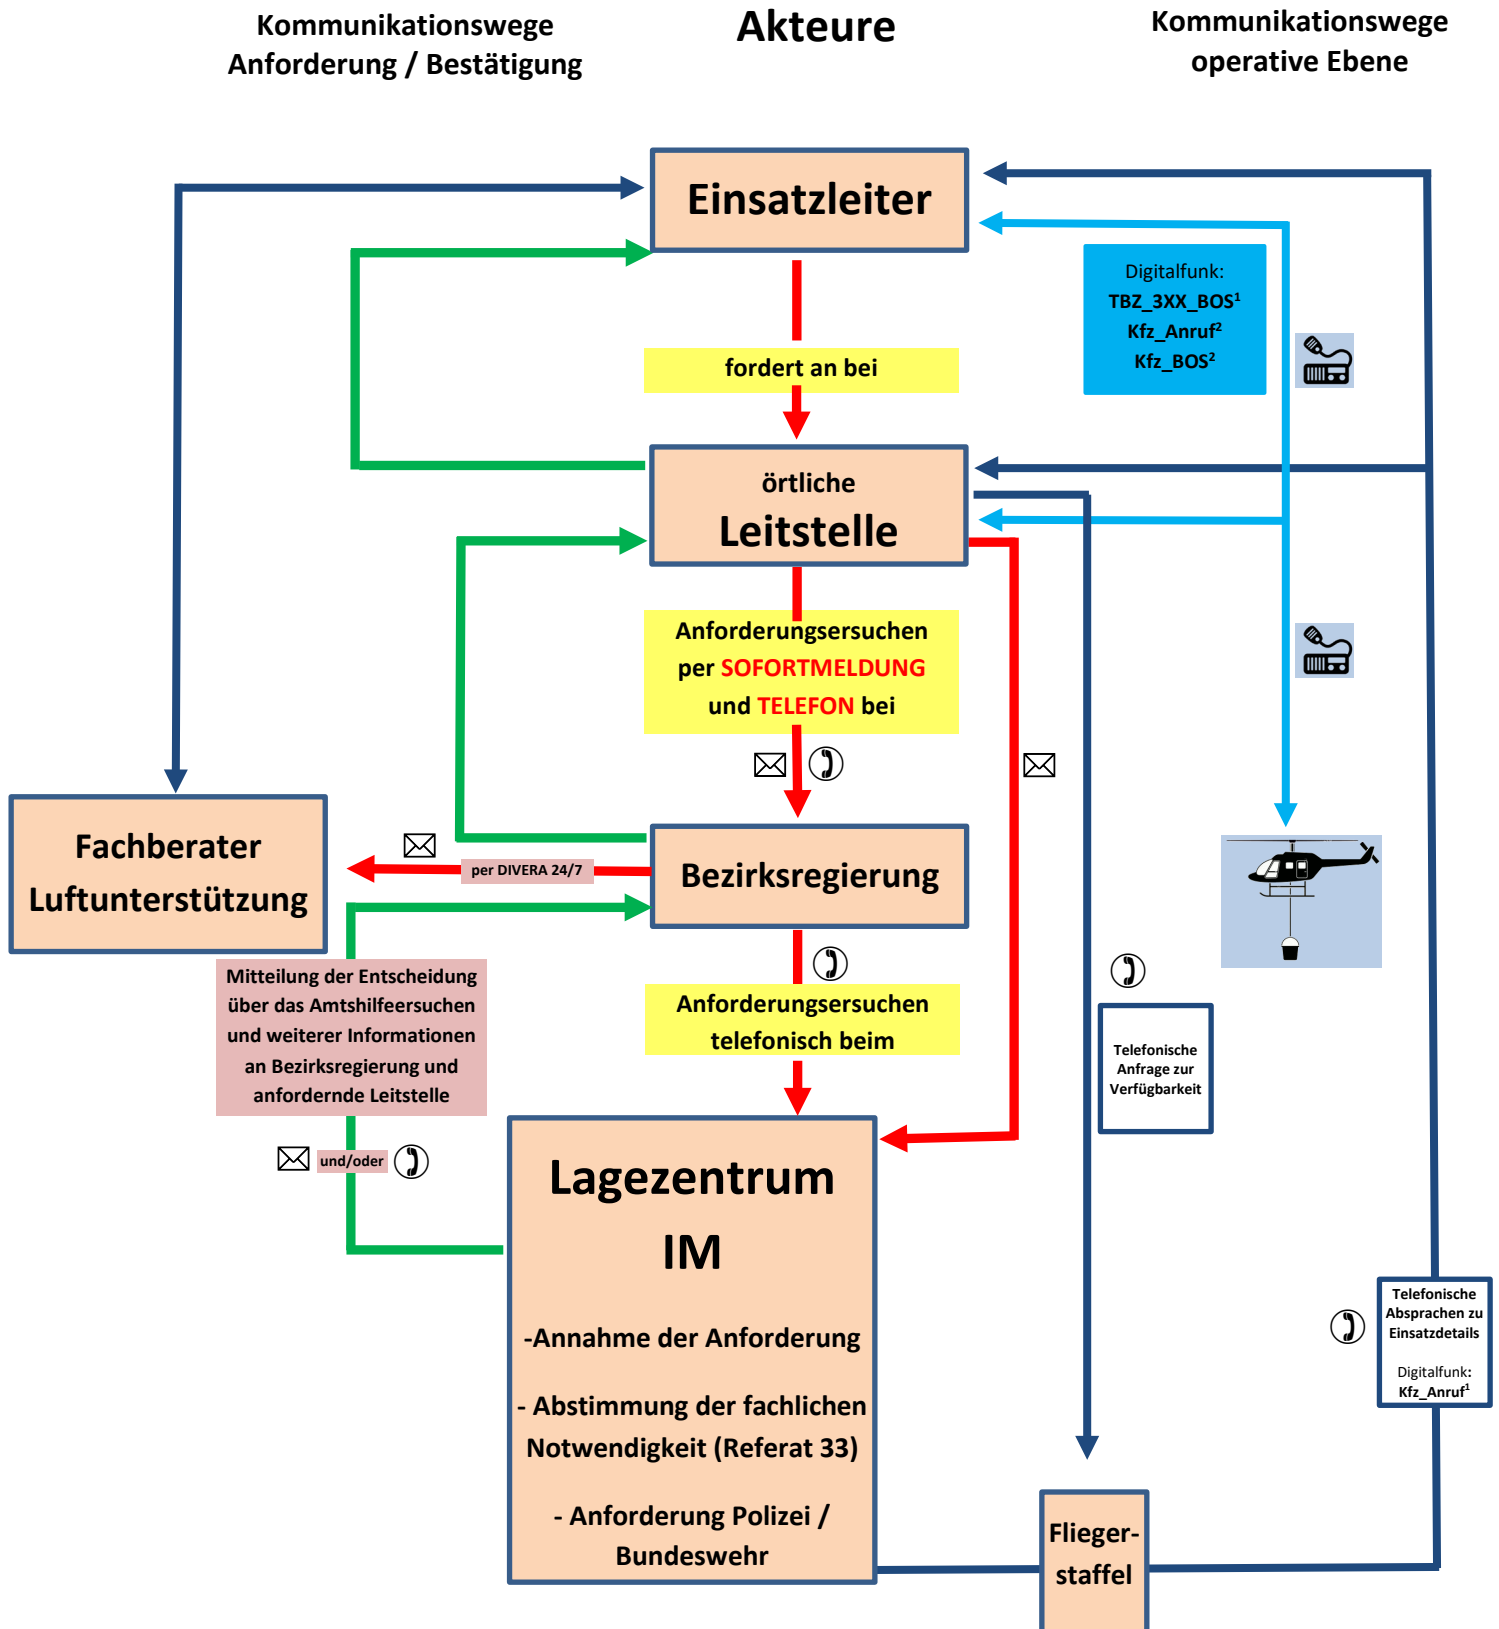 Kommunikationswege
Anforderung / Bestätigung
Akteure
Kommunikationswege
operative Ebene
Einsatzleiter
Digitalfunk:
TBZ_3XX_BOS¹
Kfz_Anruf²
Kfz_BOS²
fordert an bei
örtliche
Leitstelle
Anforderungsersuchen
per SOFORTMELDUNG
und TELEFON bei
Fachberater
Luftunterstützung
per DIVERA 24/7
Bezirksregierung
Mitteilung der Entscheidung
über das Amtshilfeersuchen
und weiterer Informationen
an Bezirksregierung und
anfordernde Leitstelle
und/oder
Anforderungsersuchen
telefonisch beim
Telefonische
Anfrage zur
Verfügbarkeit
Lagezentrum
IM
-Annahme der Anforderung
- Abstimmung der fachlichen
Notwendigkeit (Referat 33)
- Anforderung Polizei /
Bundeswehr
Telefonische
Absprachen zu
Einsatzdetails
Digitalfunk:
Kfz_Anruf¹
Flieger-
staffel